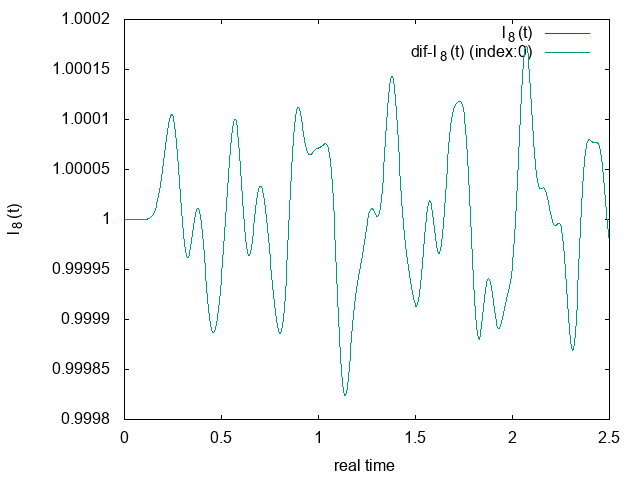 1.0002
1.00015
1.0001
1.00005
1
0.99995
0.9999
0.99985
0.9998
I8(t)
I8(t)
dif-I8(t) (index:0)
0 0.5 1 1.5 2 2.5
real time